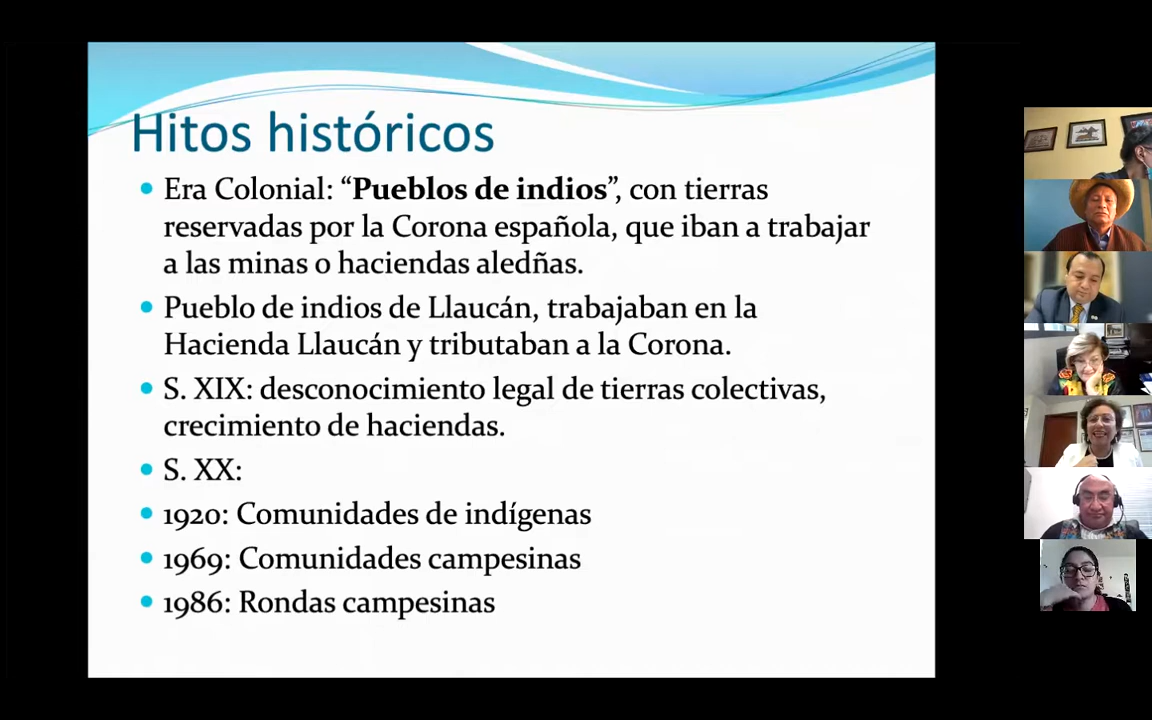 Hitos históricos
Era Colonial: “Pueblos de indios”, con tierras
reservadas por la Corona española, que iban a trabajar
a las minas o haciendas aledñas.
Pueblo de indios de Llaucán, trabajaban en la
Hacienda Llaucán y tributaban a la Corona.
S. XIX: desconocimiento legal de tierras colectivas,
crecimiento de haciendas.
S. XX:
1920: Comunidades de indígenas
1969: Comunidades campesinas
1986: Rondas campesinas